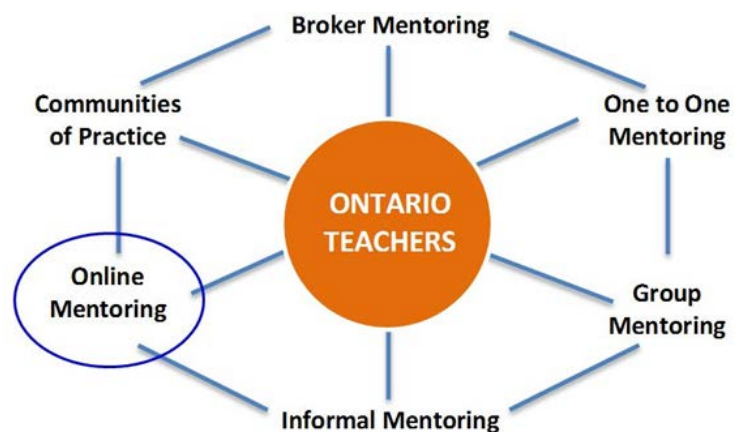 Broker Mentoring
Communities
of Practice
One to One
Mentoring
ONTARIO
TEACHERS
Online
Mentoring
Group
Mentoring
Informal Mentoring